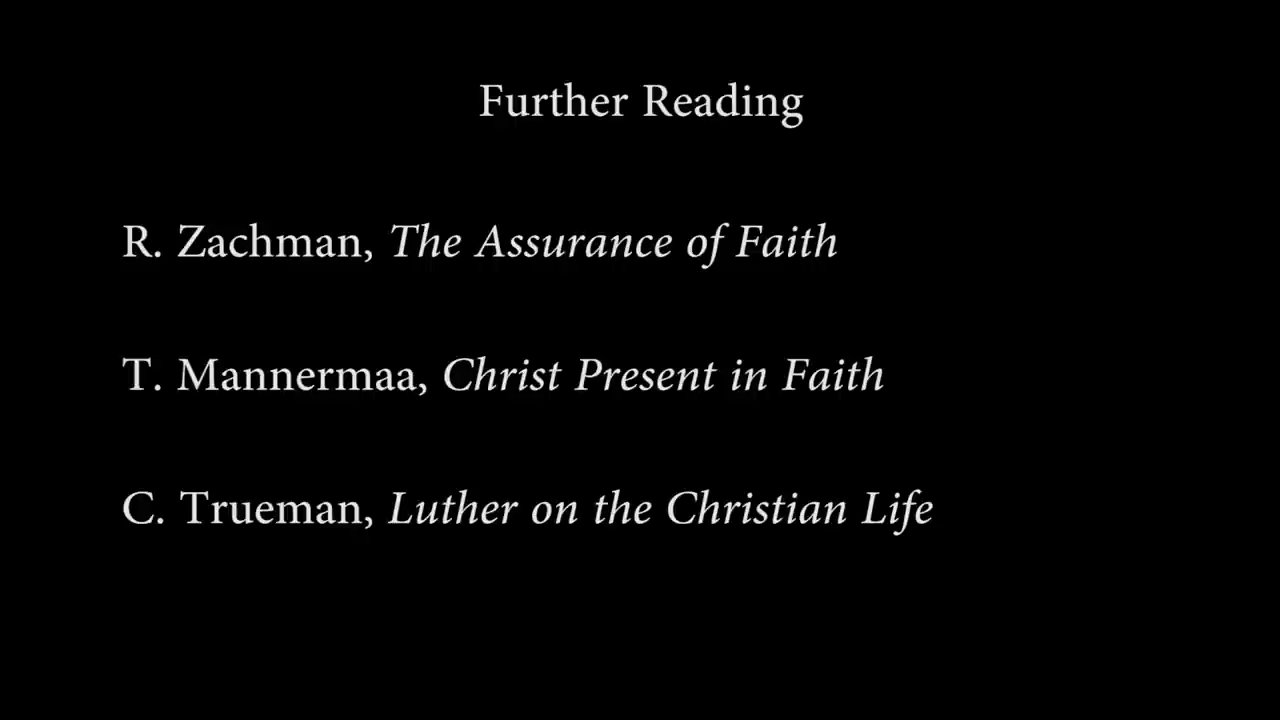 Further Reading
R. Zachman, The Assurance of Faith
T. Mannermaa, Christ Present in Faith
C. Trueman, Luther on the Christian Life